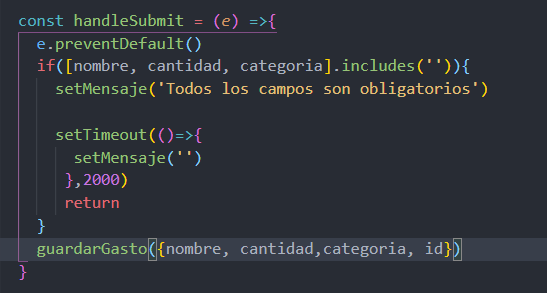 const handleSubmit = (e) =>{
e.preventDefault()
if([nombre, cantidad, categoria].includes('')){
setMensaje('Todos los campos son obligatorios')
setTimeout(()=>{
setMensaje('')
},2000)
return
}
guardarGasto({nombre, cantidad,categoria, id})
}